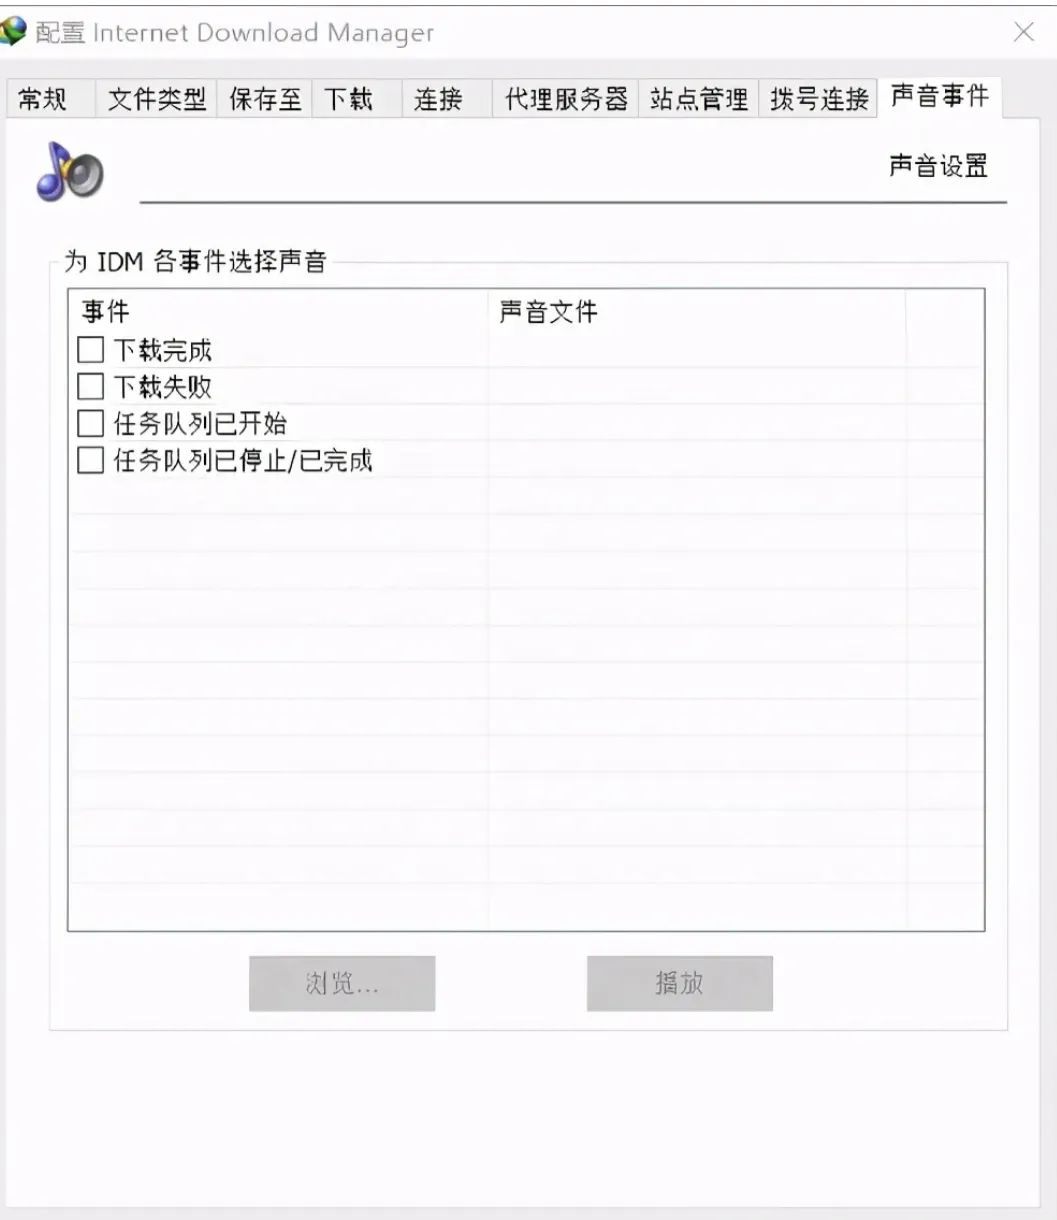 配置 Internet Download Manager
常规 文件类型 保存至 下载 连接 代理服务器 站点管理 拨号连接 声音事件
声音设置
为 IDM 各事件选择声音
事件 声音文件
下载完成
下载失败
任务队列已开始
任务队列已停止/已完成
浏览... 播放